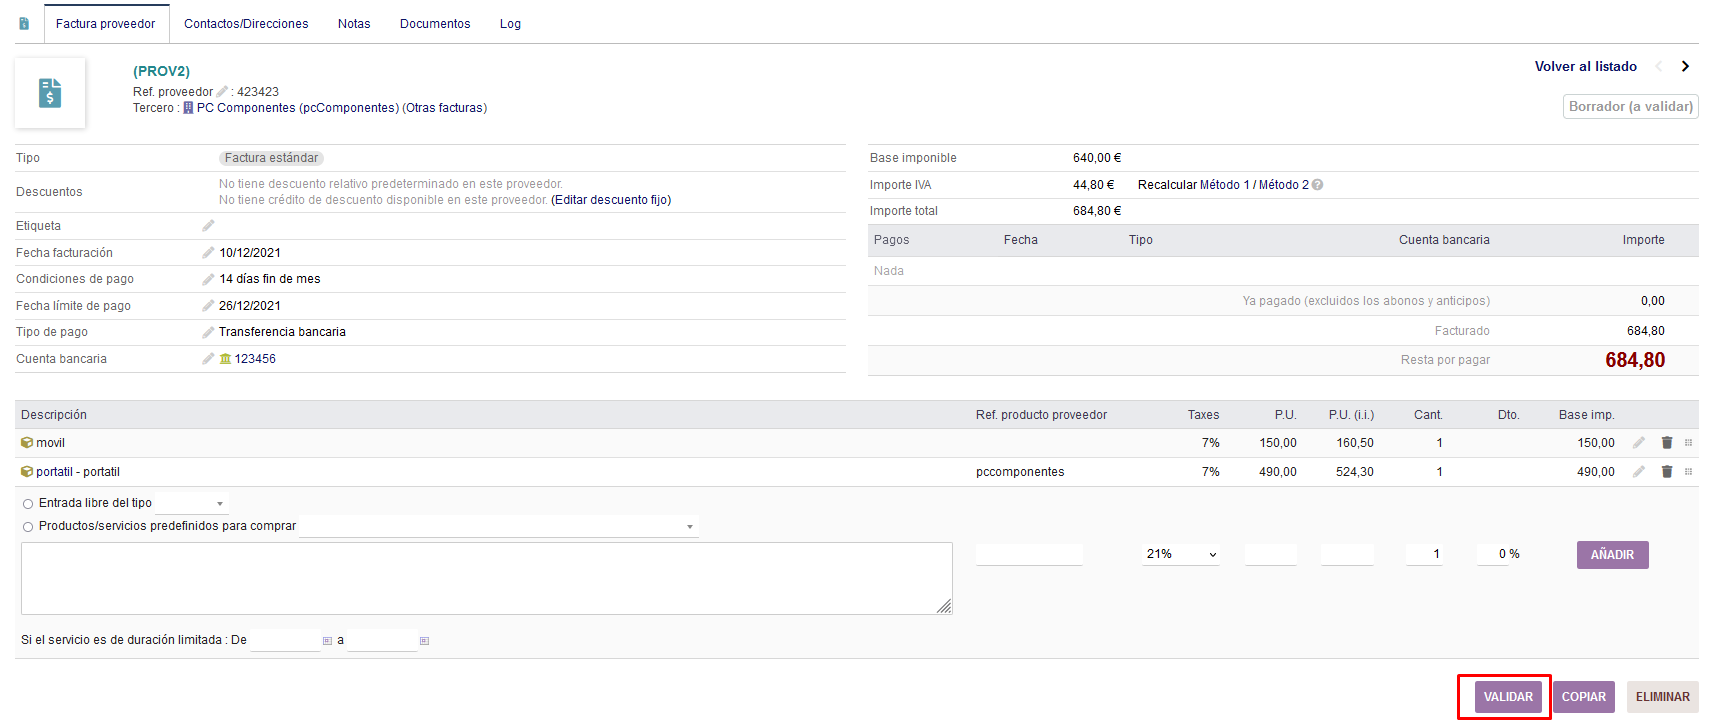 Factura proveedor Contactos/Direcciones Notas Documentos Log
(PROV2)
Ref. proveedor : 423423
Tercero : PC Componentes (pcComponentes) (Otras facturas)
Volver al listado
Borrador (a validar)
Tipo Factura estándar
Descuentos No tiene descuento relativo predeterminado en este proveedor.
No tiene crédito de descuento disponible en este proveedor. (Editar descuento fijo)
Etiqueta
Fecha facturación 10/12/2021
Condiciones de pago 14 días fin de mes
Fecha límite de pago 26/12/2021
Tipo de pago Transferencia bancaria
Cuenta bancaria 123456
Base imponible 640,00 €
Importe IVA 44,80 € Recalcular Método 1 / Método 2 ?
Importe total 684,80 €
Pagos Fecha Tipo Cuenta bancaria Importe
Nada
Ya pagado (excluidos los abonos y anticipos) 0,00
Facturado 684,80
Resta por pagar 684,80
Descripción Ref. producto proveedor Taxes P.U. P.U. (i.i.) Cant. Dto. Base imp.
movil 7% 150,00 160,50 1 150,00
portatil - portatil pccomponentes 7% 490,00 524,30 1 490,00
Entrada libre del tipo
Productos/servicios predefinidos para comprar
21% 1 0 % AÑADIR
Si el servicio es de duración limitada : De a
VALIDAR COPIAR ELIMINAR